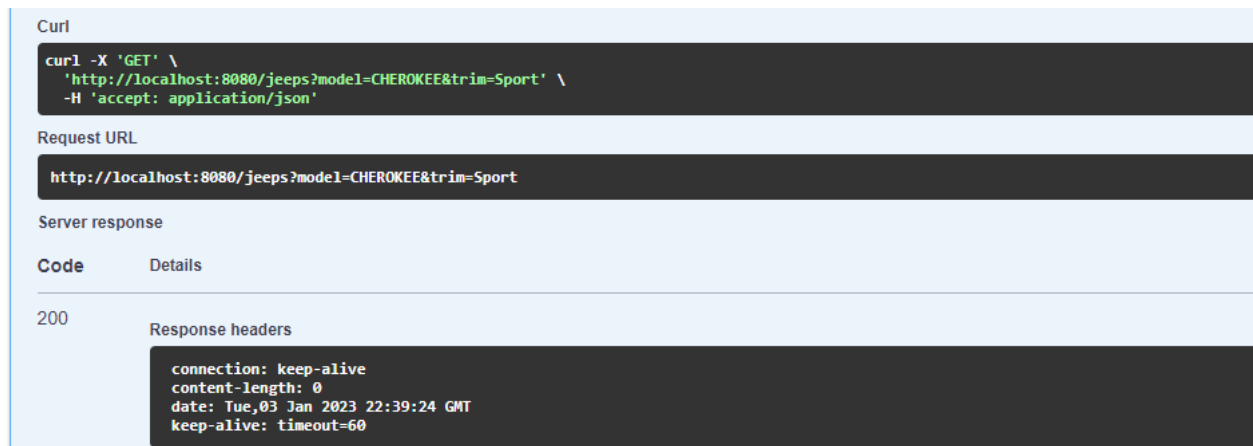 Curl
curl -X 'GET' \
'http://localhost:8080/jeeps?model=CHEROKEE&trim=Sport' \
-H 'accept: application/json'
Request URL
http://localhost:8080/jeeps?model=CHEROKEE&trim=Sport
Server response
Code Details
200
Response headers
connection: keep-alive
content-length: 0
date: Tue,03 Jan 2023 22:39:24 GMT
keep-alive: timeout=60